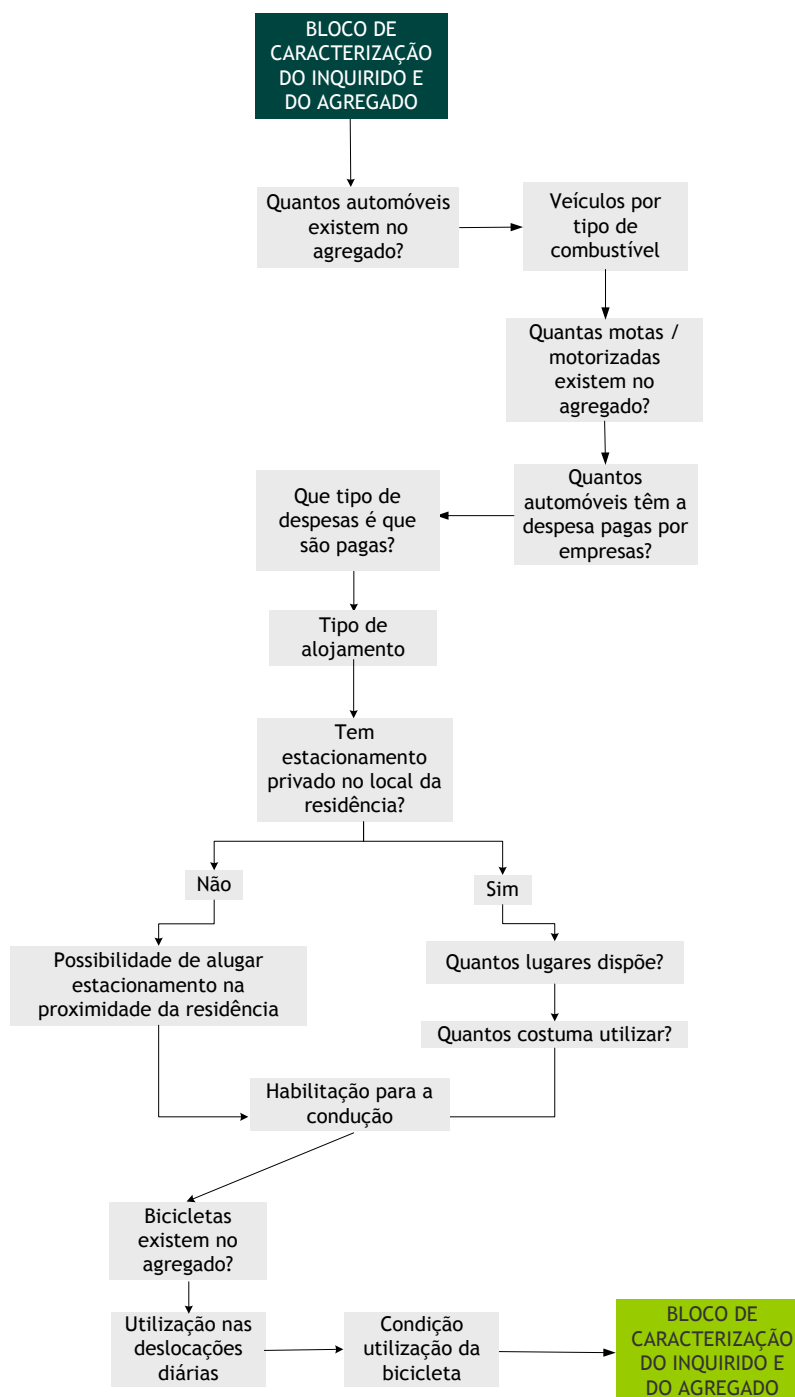 BLOCO DE
CARACTERIZAÇÃO
DO INQUIRIDO E
DO AGREGADO
Quantos automóveis
existem no
agregado?
Veículos por
tipo de
combustível
Quantas motas /
motorizadas
existem no
agregado?
Quantos
automóveis têm a
despesa pagas por
empresas?
Que tipo de
despesas é que
são pagas?
Tipo de
alojamento
Tem
estacionamento
privado no local da
residência?
Não
Sim
Possibilidade de alugar
estacionamento na
proximidade da residência
Quantos lugares dispõe?
Quantos costuma utilizar?
Habilitação para a
condução
Bicicletas
existem no
agregado?
Utilização nas
deslocações
diárias
Condição
utilização da
bicicleta
BLOCO DE
CARACTERIZAÇÃO
DO INQUIRIDO E
DO AGREGADO